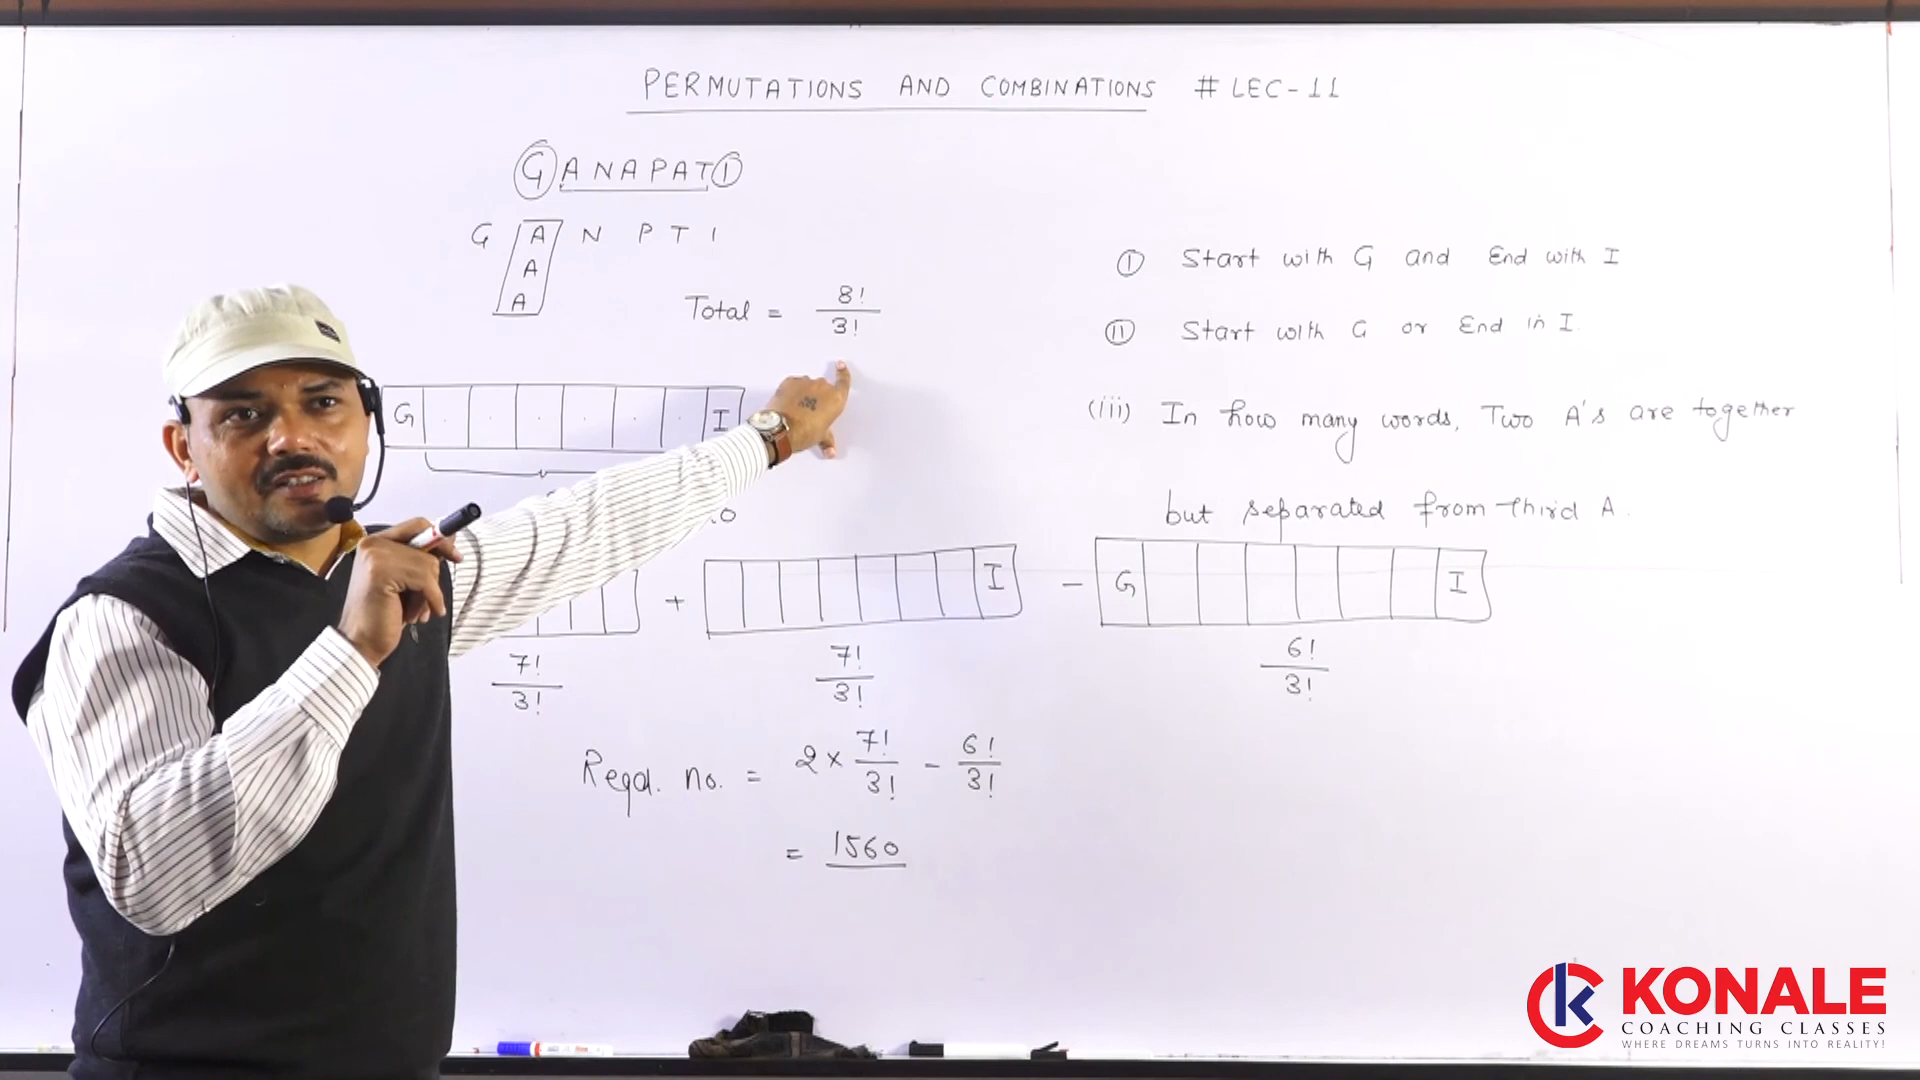 PERMUTATIONS AND COMBINATIONS # LEC-11
GANAPATI
G A N P T I
A
A
Total = 8!/3!
G I
(I) Start with G and End with I
(II) Start with G or End in I.
(iii) In how many words, Two A's are together
but separated from third A.
+ I - G I
7!/3! 7!/3! 6!/3!
Reqd. no. = 2 × 7!/3! - 6!/3!
= 1560
KONALE
COACHING CLASSES
WHERE DREAMS TURNS INTO REALITY!